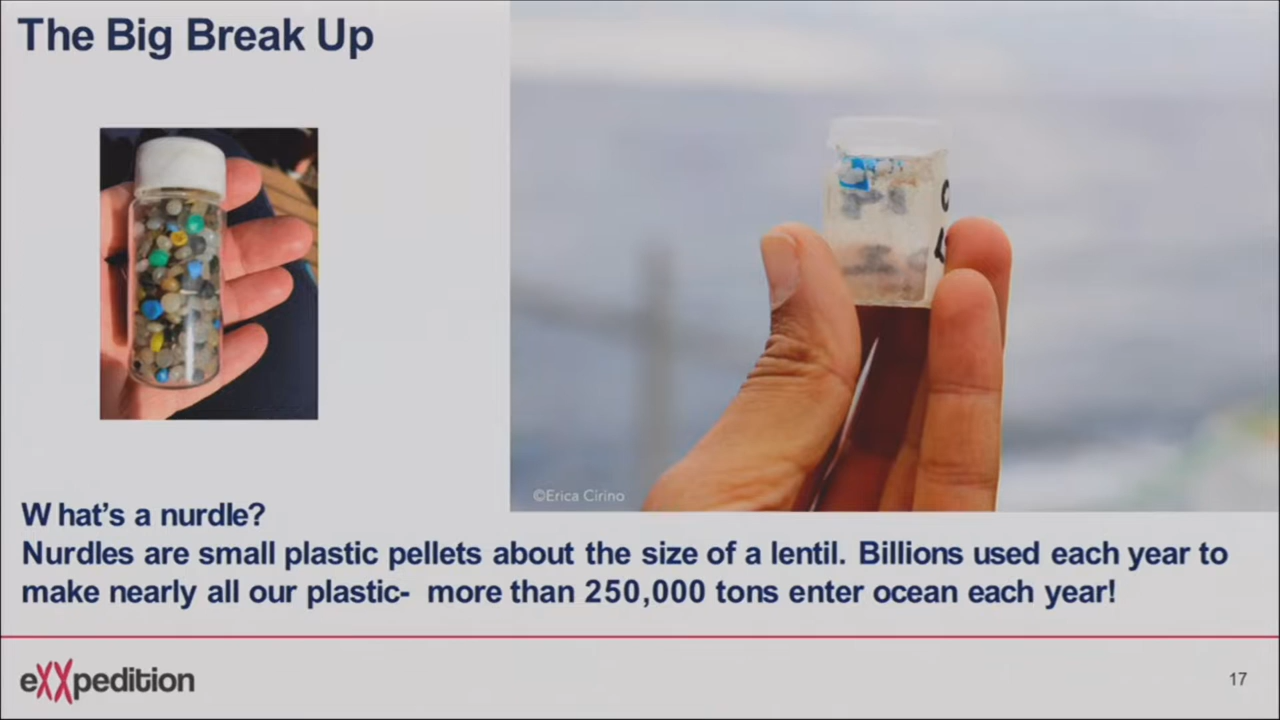 The Big Break Up
©Erica Cirino
What's a nurdle?
Nurdles are small plastic pellets about the size of a lentil. Billions used each year to
make nearly all our plastic- more than 250,000 tons enter ocean each year!
eXXpedition
17